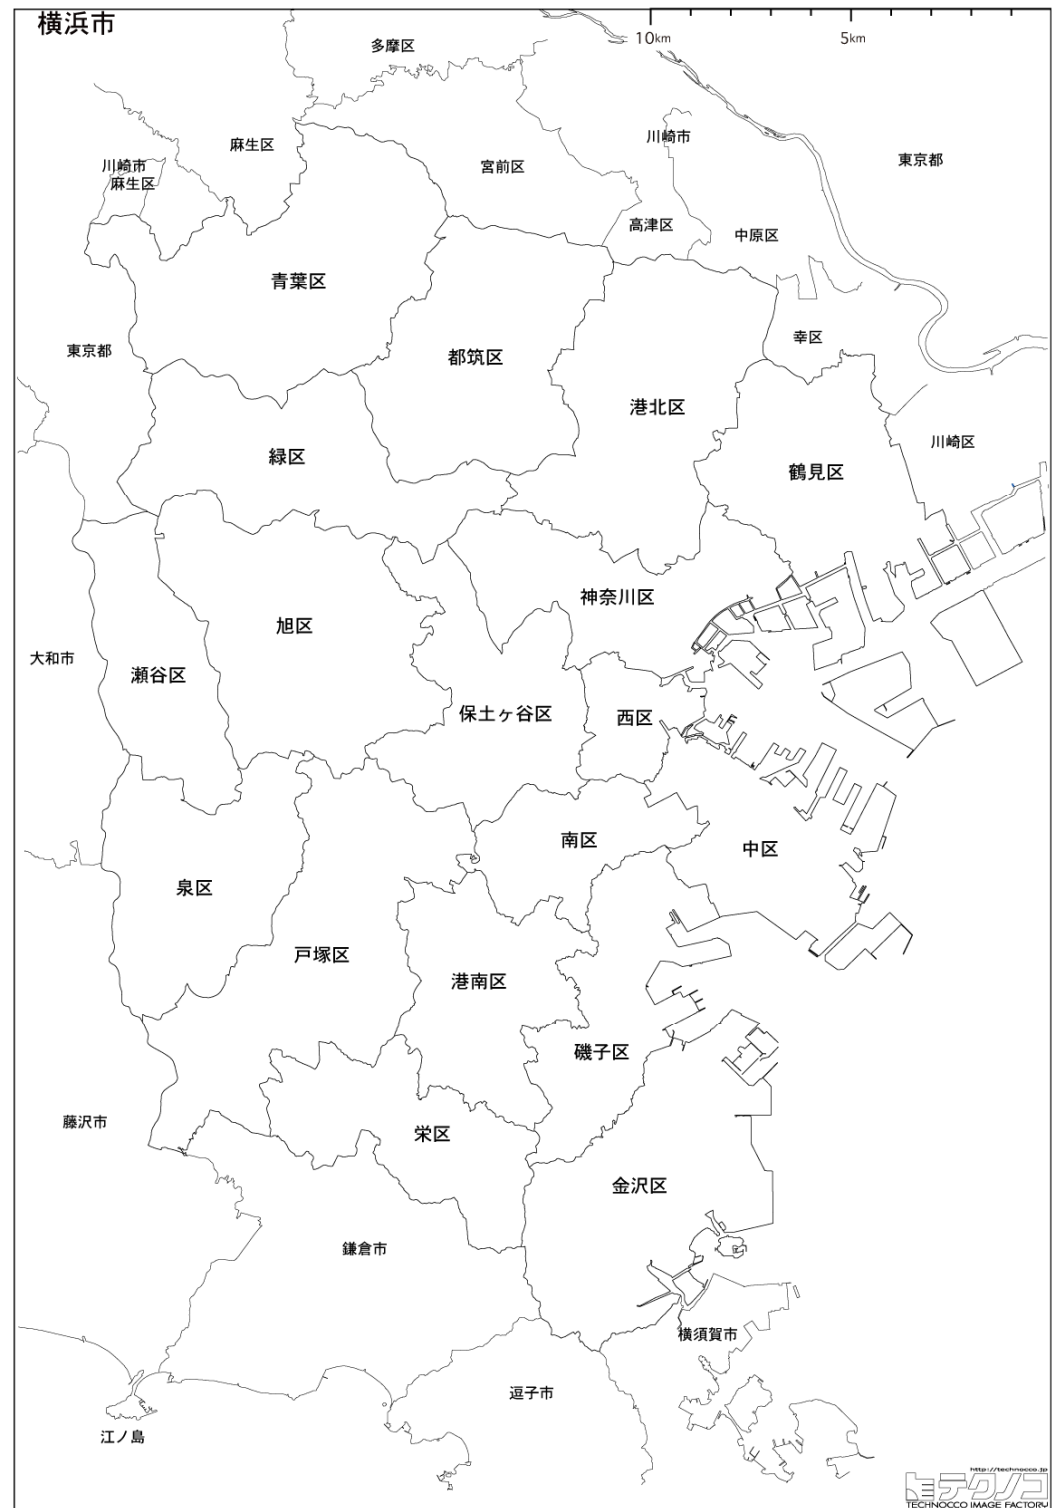 横浜市
10km
5km
多摩区
麻生区
川崎市
宮前区
東京都
川崎市
麻生区
高津区
中原区
青葉区
幸区
東京都
都筑区
港北区
川崎区
緑区
鶴見区
神奈川区
旭区
大和市
瀬谷区
保土ヶ谷区
西区
南区
中区
泉区
戸塚区
港南区
磯子区
藤沢市
栄区
金沢区
鎌倉市
横須賀市
逗子市
江ノ島
http://technocco.jp
テクノコ
TECHNOCCO IMAGE FACTORY